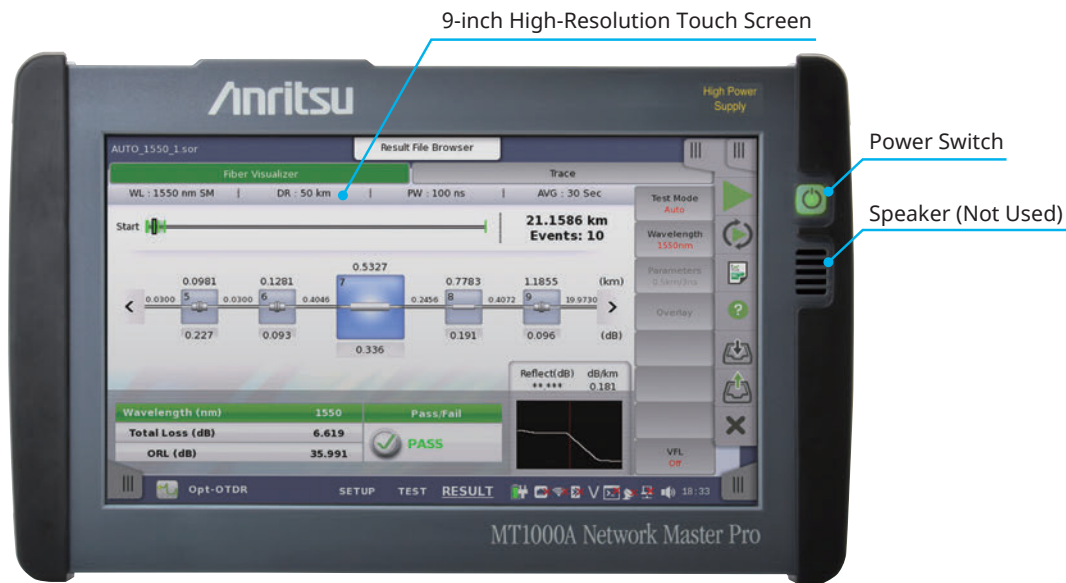 9-inch High-Resolution Touch Screen
Anritsu
High Power
Supply
Power Switch
Speaker (Not Used)
AUTO_1550_1.sor
Result File Browser
Fiber Visualizer
Trace
WL : 1550 nm SM | DR : 50 km | PW : 100 ns | AVG : 30 Sec
Test Mode
Auto
Start
21.1586 km
Events: 10
Wavelength
1550nm
Parameters
0.5km/3ns
Overlay
0.0981 0.1281 0.5327 0.7783 1.1855 (km)
5 6 7 8 9
0.0300 0.0300 0.4046 0.2456 0.4072 19.9730
0.227 0.093 0.336 0.191 0.096 (dB)
Reflect(dB) dB/km
**.*** 0.181
Wavelength (nm) 1550 Pass/Fail
Total Loss (dB) 6.619
PASS
ORL (dB) 35.991
VFL
Off
Opt-OTDR SETUP TEST RESULT 18:33
MT1000A Network Master Pro